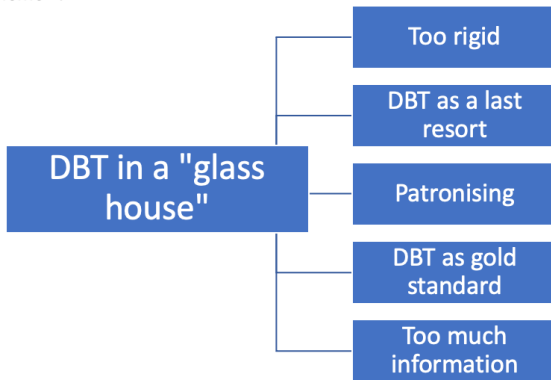 Too rigid
DBT as a last
resort
DBT in a "glass
house"
Patronising
DBT as gold
standard
Too much
information